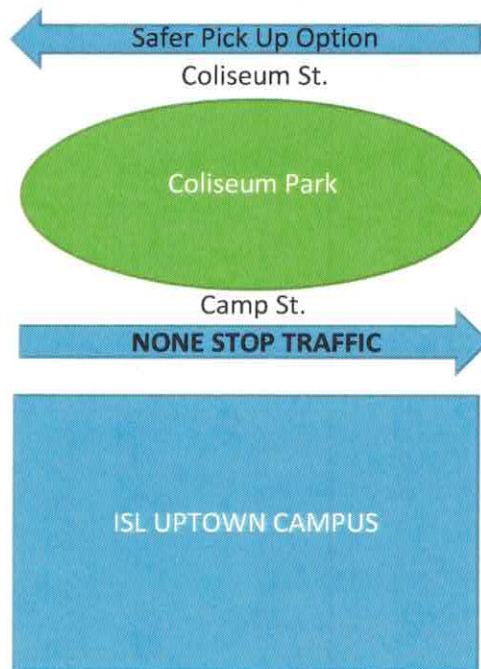 Safer Pick Up Option
Coliseum St.
Coliseum Park
Camp St.
NONE STOP TRAFFIC
ISL UPTOWN CAMPUS